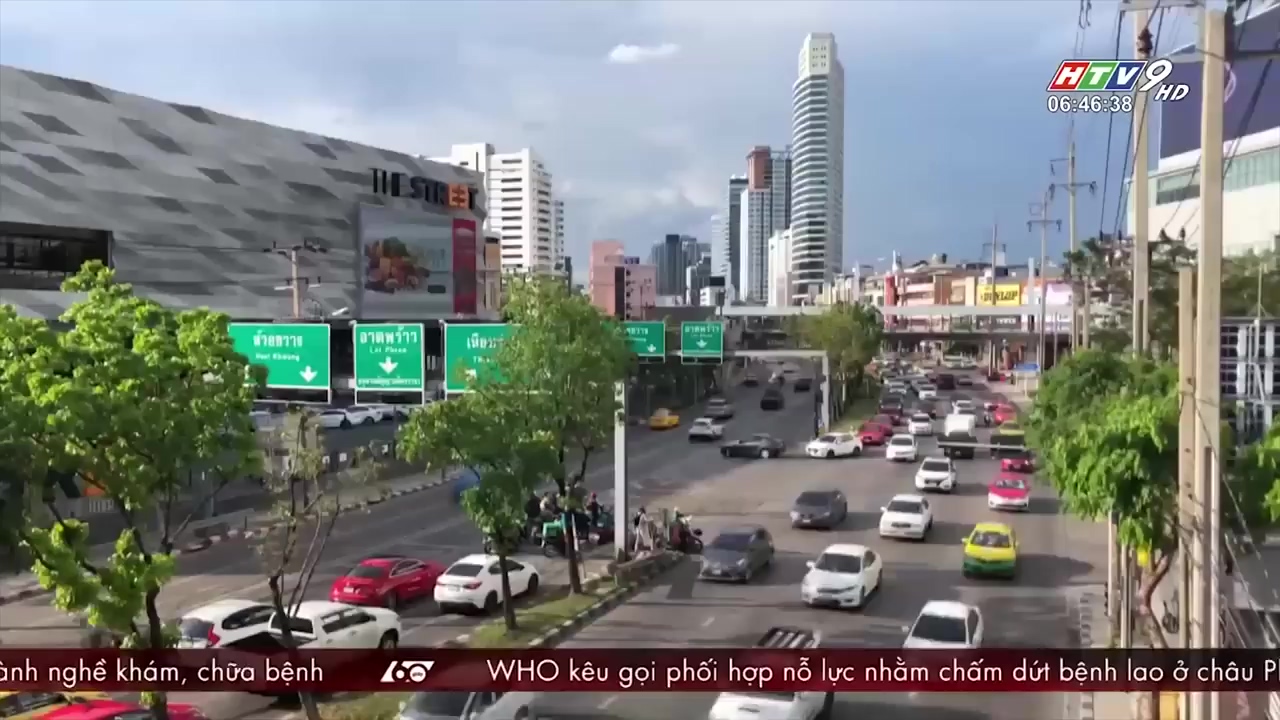 HTV9 HD
06:46:38
THE STREET
ห้วยขวาง
Huai Khwang
ลาดพร้าว
Lat Phrao
ลาดพร้าว
DUNLOP
ành nghề khám, chữa bệnh 60 WHO kêu gọi phối hợp nỗ lực nhằm chấm dứt bệnh lao ở châu P